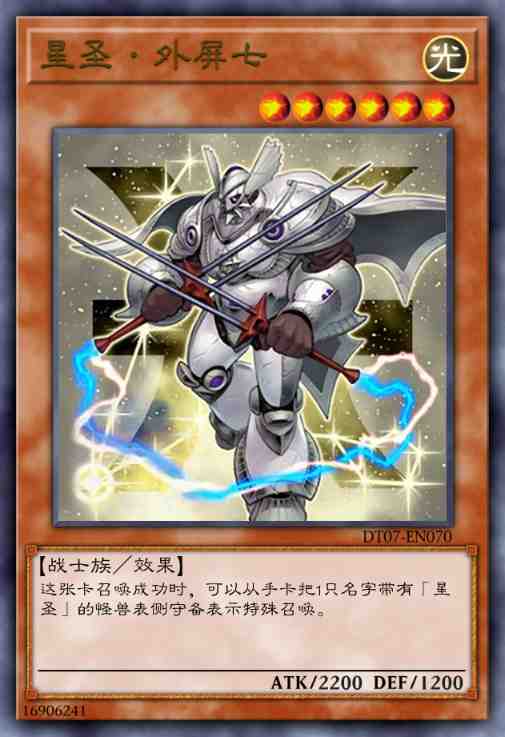 星圣·外屏七
光
DT07-EN070
【战士族／效果】
这张卡召唤成功时，可以从手卡把1只名字带有「星
圣」的怪兽表侧守备表示特殊召唤。
ATK/2200 DEF/1200
16906241